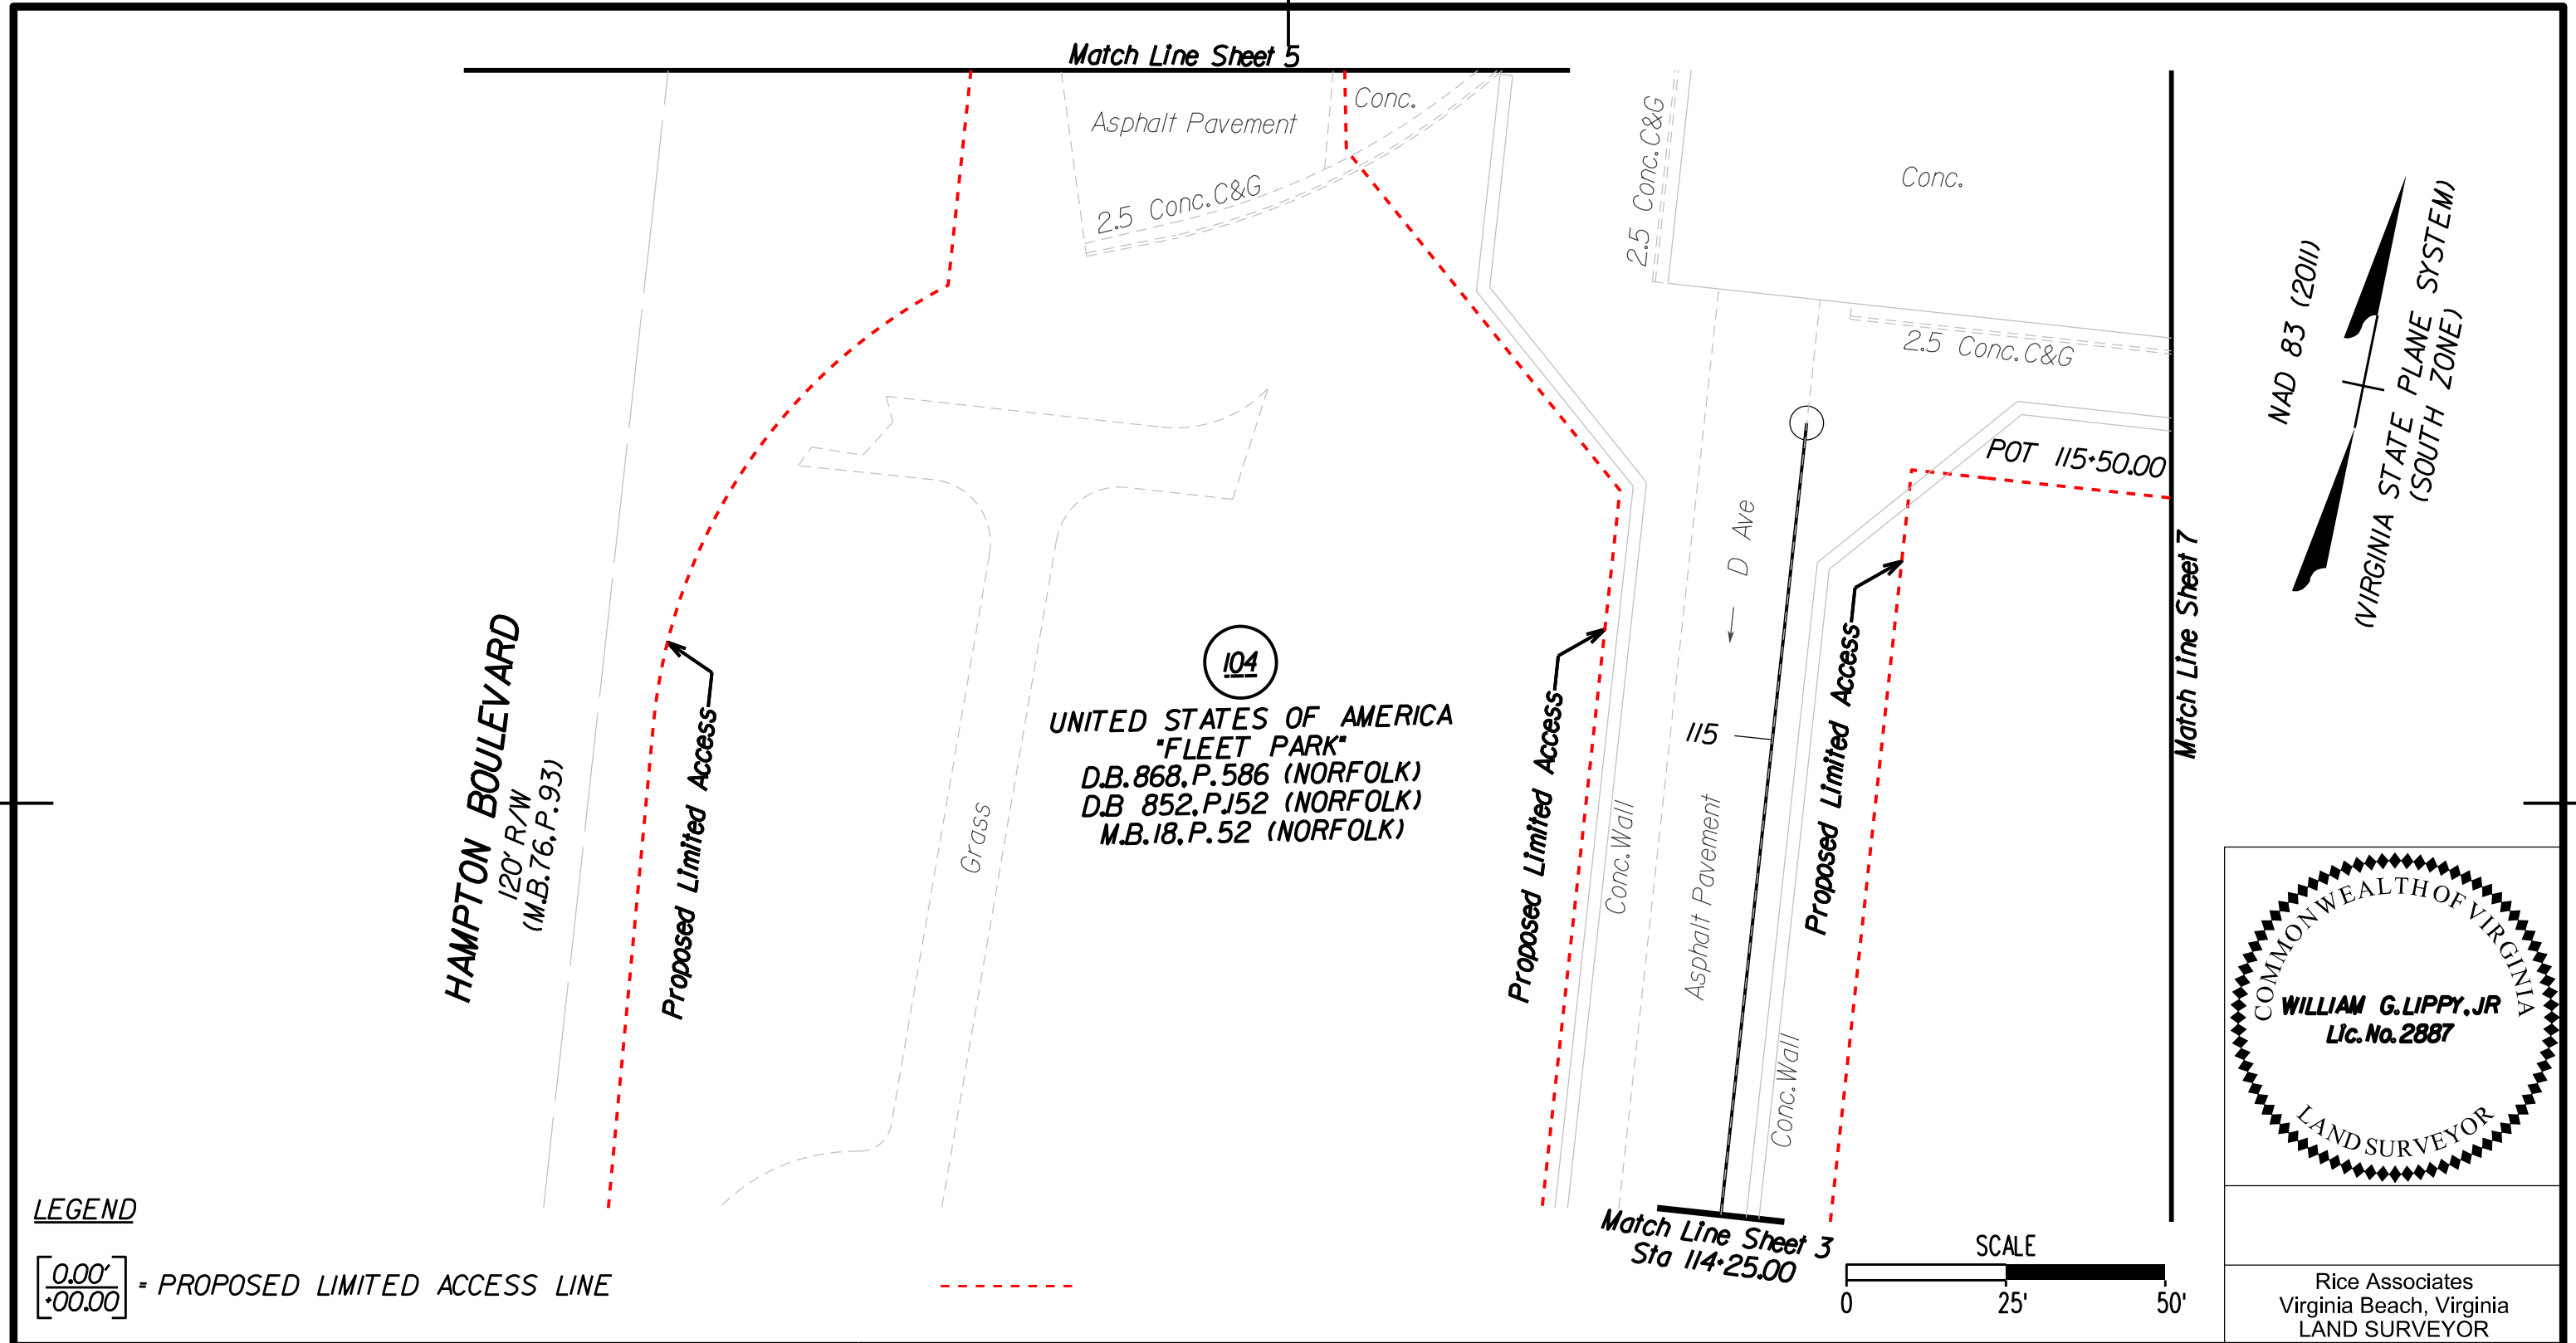 Match Line Sheet 5
Asphalt Pavement
Conc.
2.5 Conc.C&G
2.5 Conc.C&G
Conc.
2.5 Conc.C&G
NAD 83 (2011)
(VIRGINIA STATE PLANE SYSTEM)
(SOUTH ZONE)
POT 115+50.00
D Ave
Match Line Sheet 7
HAMPTON BOULEVARD
120' R/W
(M.B.76,P.93)
Proposed Limited Access
104
UNITED STATES OF AMERICA
"FLEET PARK"
D.B.868,P.586 (NORFOLK)
D.B 852,P.152 (NORFOLK)
M.B.18,P.52 (NORFOLK)
Grass
Proposed Limited Access
Conc.Wall
115
Asphalt Pavement
Proposed Limited Access
Conc.Wall
COMMONWEALTH OF VIRGINIA
WILLIAM G.LIPPY,JR
Lic.No.2887
LAND SURVEYOR
LEGEND
0.00'
+00.00
= PROPOSED LIMITED ACCESS LINE
Match Line Sheet 3
Sta 114+25.00
SCALE
0 25' 50'
Rice Associates
Virginia Beach, Virginia
LAND SURVEYOR